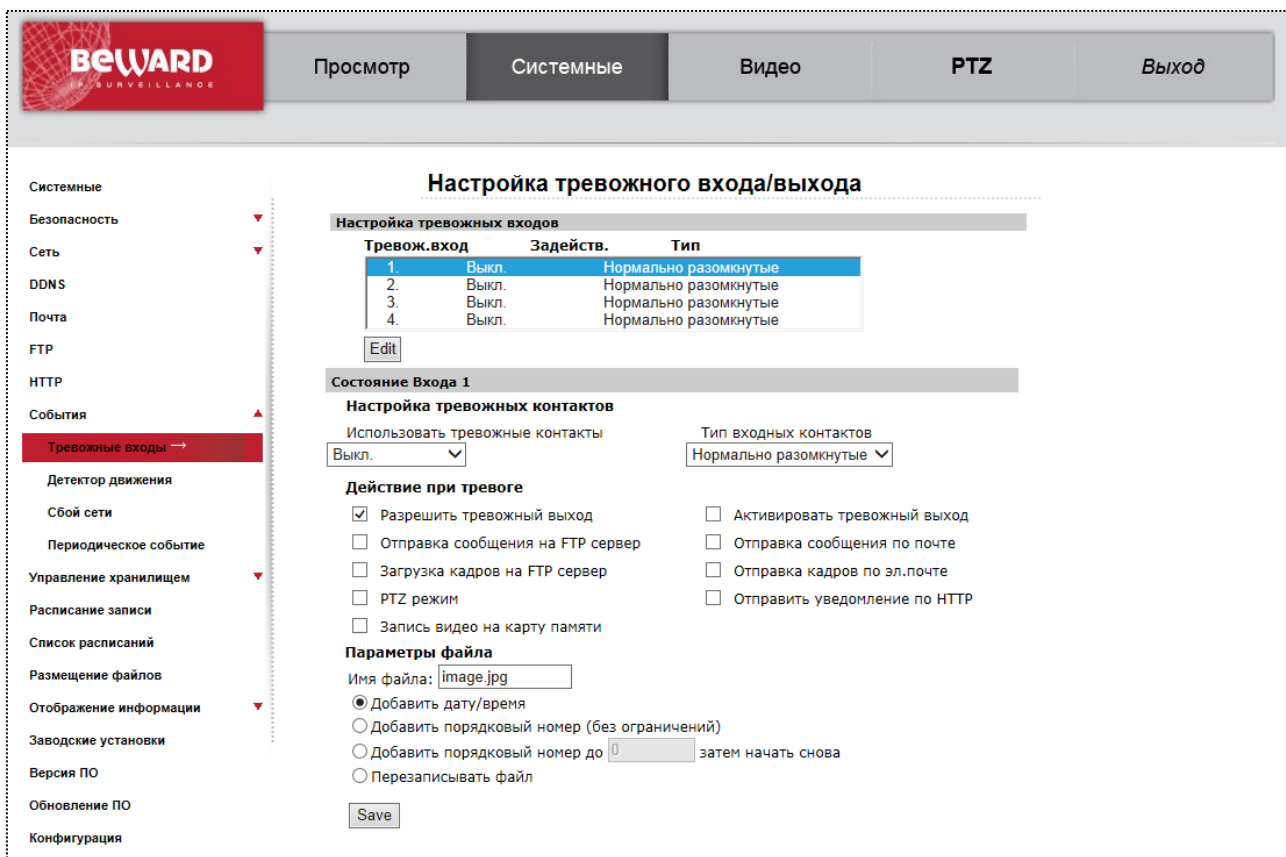 BEWARD
IP SURVEILLANCE
Просмотр
Системные
Видео
PTZ
Выход
Системные
Безопасность
Сеть
DDNS
Почта
FTP
HTTP
События
Тревожные входы →
Детектор движения
Сбой сети
Периодическое событие
Управление хранилищем
Расписание записи
Список расписаний
Размещение файлов
Отображение информации
Заводские установки
Версия ПО
Обновление ПО
Конфигурация
Настройка тревожного входа/выхода
Настройка тревожных входов
Тревож.вход Задейств. Тип
1. Выкл. Нормально разомкнутые
2. Выкл. Нормально разомкнутые
3. Выкл. Нормально разомкнутые
4. Выкл. Нормально разомкнутые
Edit
Состояние Входа 1
Настройка тревожных контактов
Использовать тревожные контакты Тип входных контактов
Выкл. Нормально разомкнутые
Действие при тревоге
Разрешить тревожный выход Активировать тревожный выход
Отправка сообщения на FTP сервер Отправка сообщения по почте
Загрузка кадров на FTP сервер Отправка кадров по эл.почте
PTZ режим Отправить уведомление по HTTP
Запись видео на карту памяти
Параметры файла
Имя файла: image.jpg
Добавить дату/время
Добавить порядковый номер (без ограничений)
Добавить порядковый номер до 0 затем начать снова
Перезаписывать файл
Save